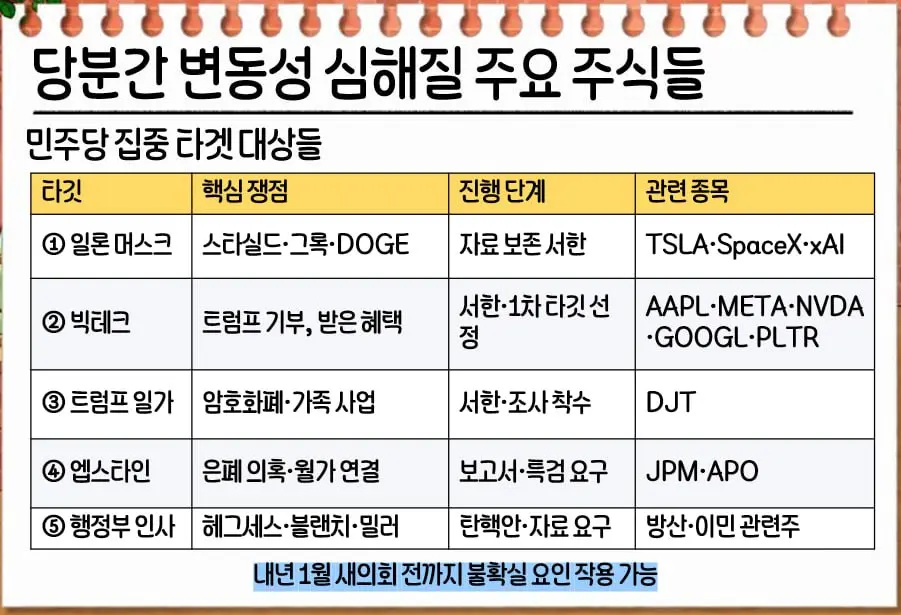 당분간 변동성 심해질 주요 주식들
민주당 집중 타겟 대상들
타깃 핵심 쟁점 진행 단계 관련 종목
① 일론 머스크 스타실드·그록·DOGE 자료 보존 서한 TSLA·SpaceX·xAI
② 빅테크 트럼프 기부, 받은 혜택 서한·1차 타깃 선정 AAPL·META·NVDA·GOOGL·PLTR
③ 트럼프 일가 암호화폐·가족 사업 서한·조사 착수 DJT
④ 엡스타인 은폐 의혹·월가 연결 보고서·특검 요구 JPM·APO
⑤ 행정부 인사 헤그세스·블랜치·밀러 탄핵안·자료 요구 방산·이민 관련주
내년 1월 새의회 전까지 불확실 요인 작용 가능